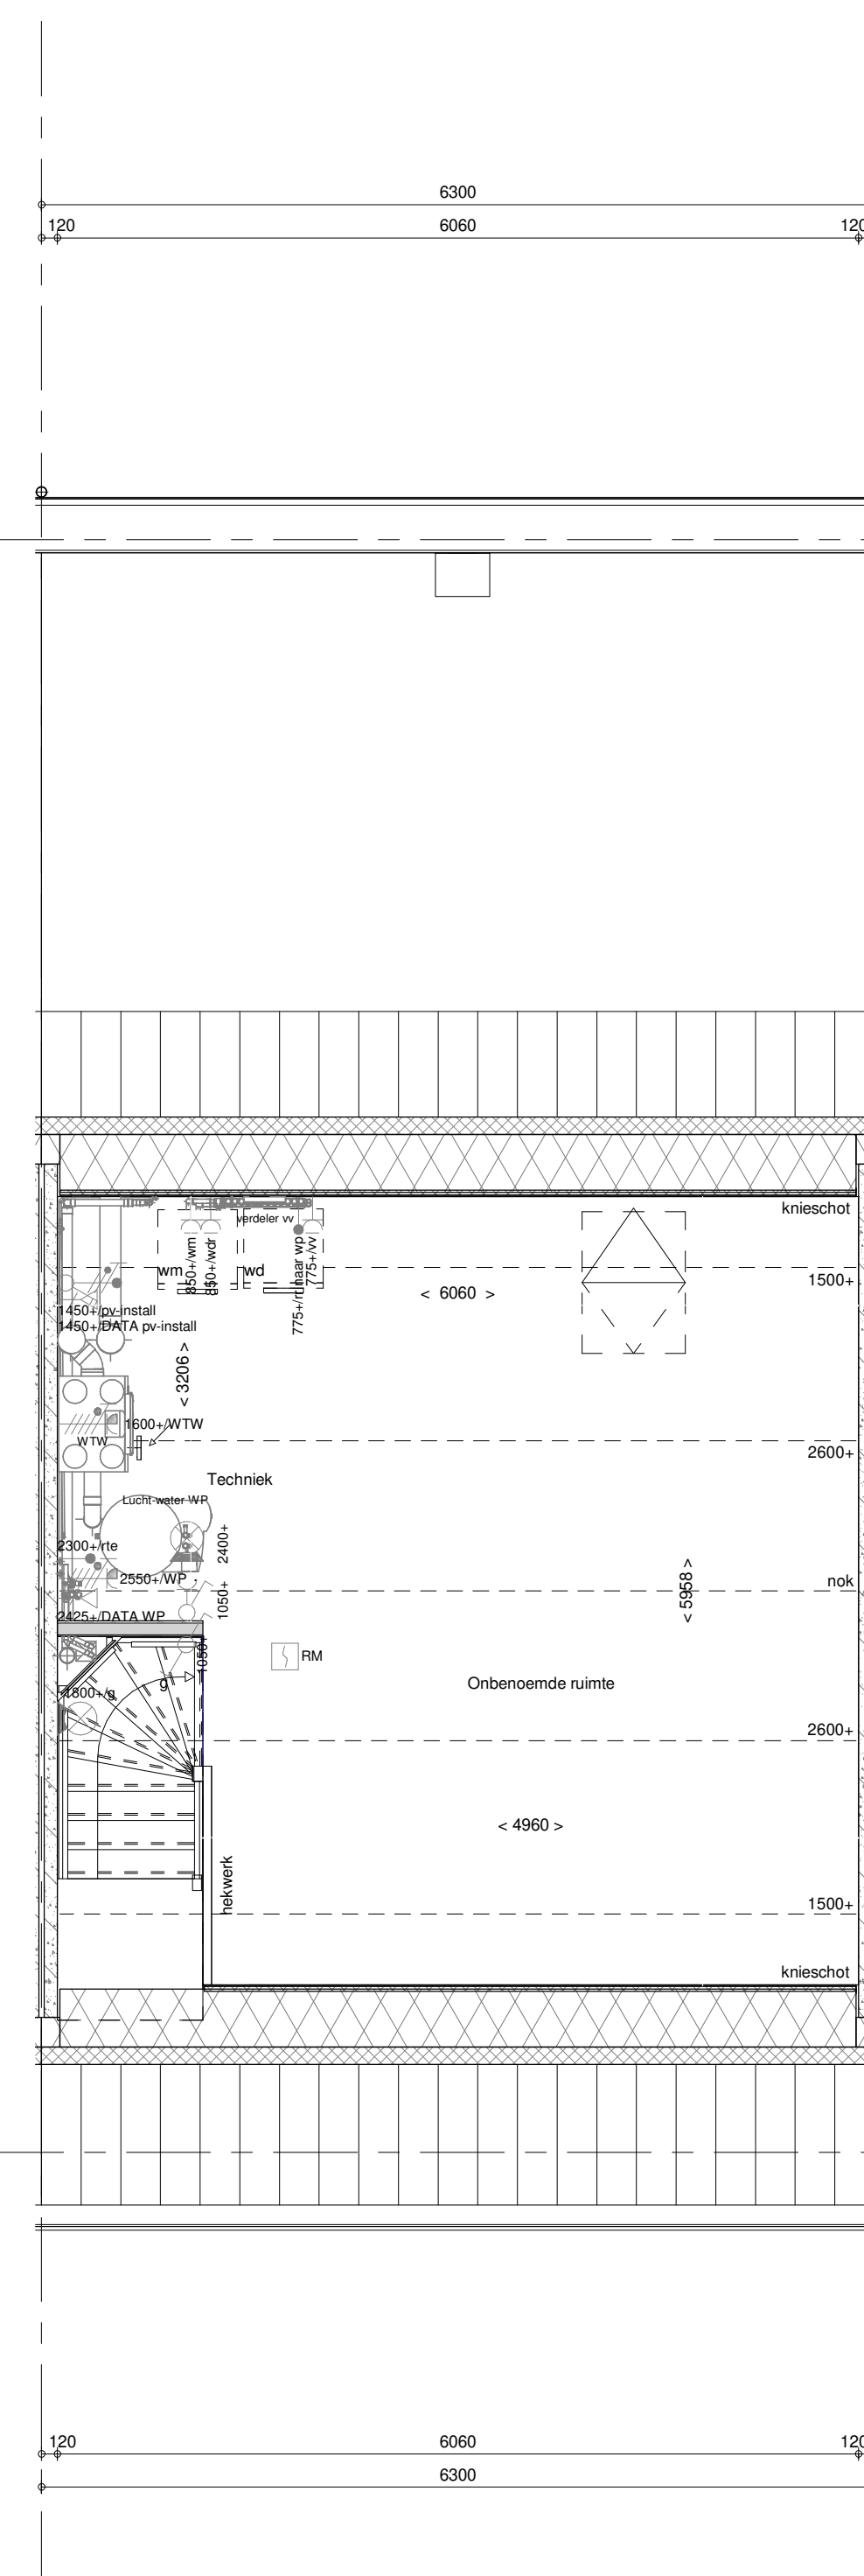 6300
120 6060 120
knieschot
verdeler vv
wm
850+/wm
850+/wdr
wd
775+/rt naar wp
775+/vv
1500+
< 6060 >
1450+/pv-install
1450+/DATA pv-install
< 3206 >
1600+/WTW
WTW
2600+
Techniek
Lucht-water WP
2400+
2300+/rte
2550+/WP
1050+
nok
< 5958 >
2425+/DATA WP
1050+
RM
g
1800+/g
Onbenoemde ruimte
2600+
< 4960 >
hekwerk
1500+
knieschot
120 6060 120
6300